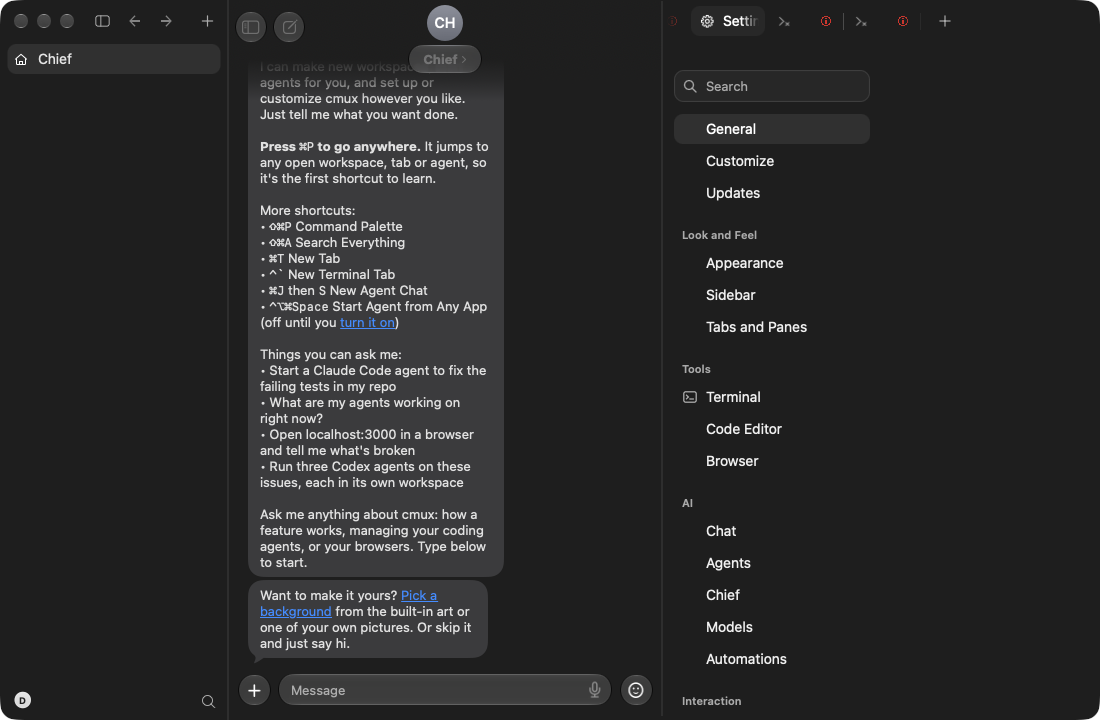 Chief
CH
Chief
I can make new workspac
agents for you, and set up or
customize cmux however you like.
Just tell me what you want done.
Press ⌘P to go anywhere. It jumps to
any open workspace, tab or agent, so
it's the first shortcut to learn.
More shortcuts:
• ⇧⌘P Command Palette
• ⇧⌘A Search Everything
• ⌘T New Tab
• ^` New Terminal Tab
• ⌘J then S New Agent Chat
• ^⌥⌘Space Start Agent from Any App
(off until you turn it on)
Things you can ask me:
• Start a Claude Code agent to fix the
failing tests in my repo
• What are my agents working on
right now?
• Open localhost:3000 in a browser
and tell me what's broken
• Run three Codex agents on these
issues, each in its own workspace
Ask me anything about cmux: how a
feature works, managing your coding
agents, or your browsers. Type below
to start.
Want to make it yours? Pick a
background from the built-in art or
one of your own pictures. Or skip it
and just say hi.
Message
D
Settin
Search
General
Customize
Updates
Look and Feel
Appearance
Sidebar
Tabs and Panes
Tools
Terminal
Code Editor
Browser
AI
Chat
Agents
Chief
Models
Automations
Interaction